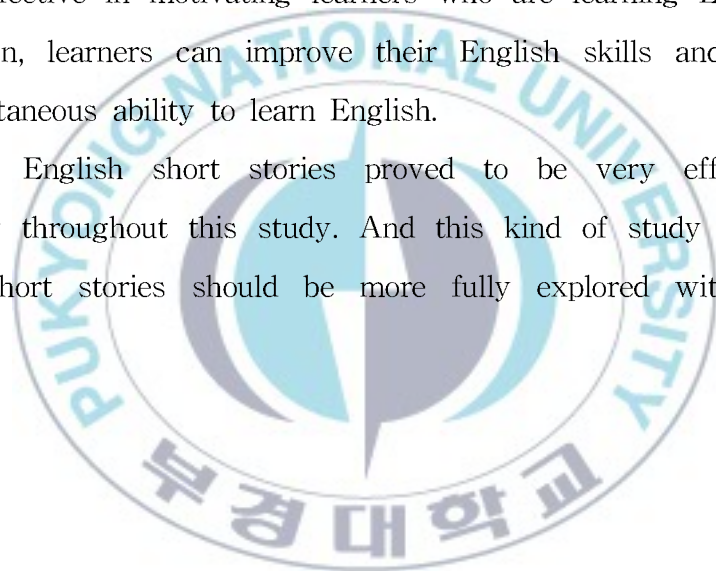 fective in motivating learners who are learning E
n, learners can improve their English skills and
taneous ability to learn English.
English short stories proved to be very eff
throughout this study. And this kind of study
hort stories should be more fully explored wit
PUKYONG NATIONAL UNIVERSITY
부경대학교